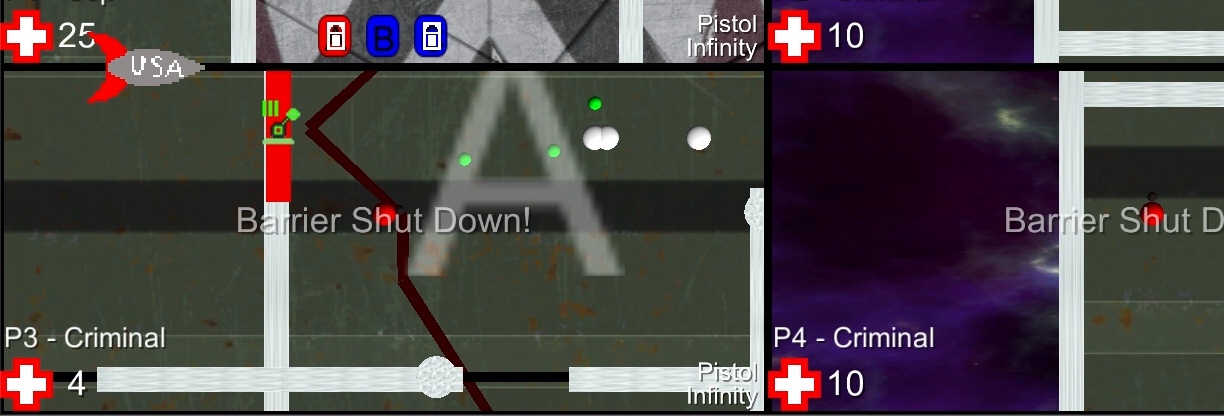 25
B
Pistol
Infinity
10
USA
A
Barrier Shut Down!
Barrier Shut D
P3 - Criminal
4
Pistol
Infinity
P4 - Criminal
10